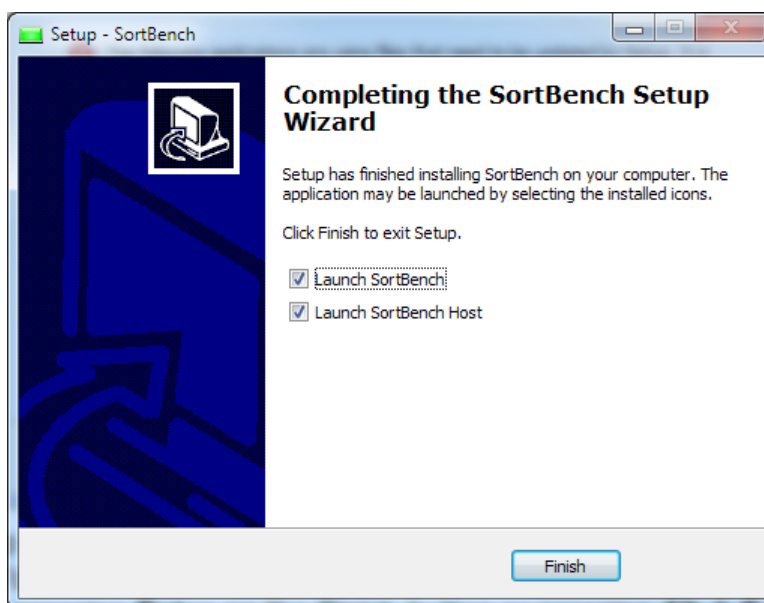 Setup - SortBench
Completing the SortBench Setup
Wizard
Setup has finished installing SortBench on your computer. The
application may be launched by selecting the installed icons.
Click Finish to exit Setup.
Launch SortBench
Launch SortBench Host
Finish